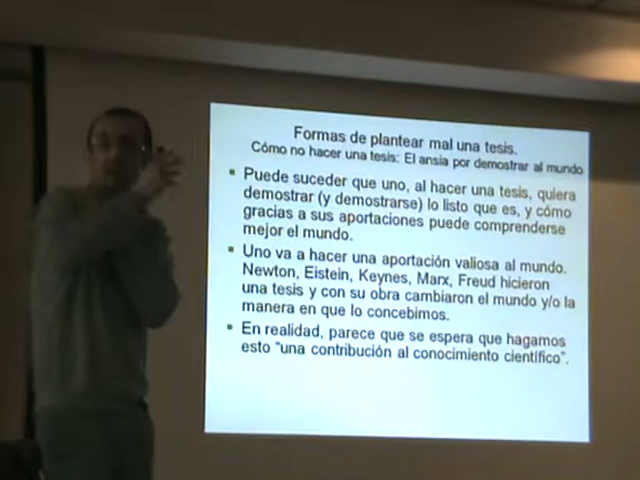 Formas de plantear mal una tesis.
Cómo no hacer una tesis: El ansia por demostrar al mundo
Puede suceder que uno, al hacer una tesis, quiera
demostrar (y demostrarse) lo listo que es, y cómo
gracias a sus aportaciones puede comprenderse
mejor el mundo.
Uno va a hacer una aportación valiosa al mundo.
Newton, Eistein, Keynes, Marx, Freud hicieron
una tesis y con su obra cambiaron el mundo y/o la
manera en que lo concebimos.
En realidad, parece que se espera que hagamos
esto "una contribución al conocimiento científico".